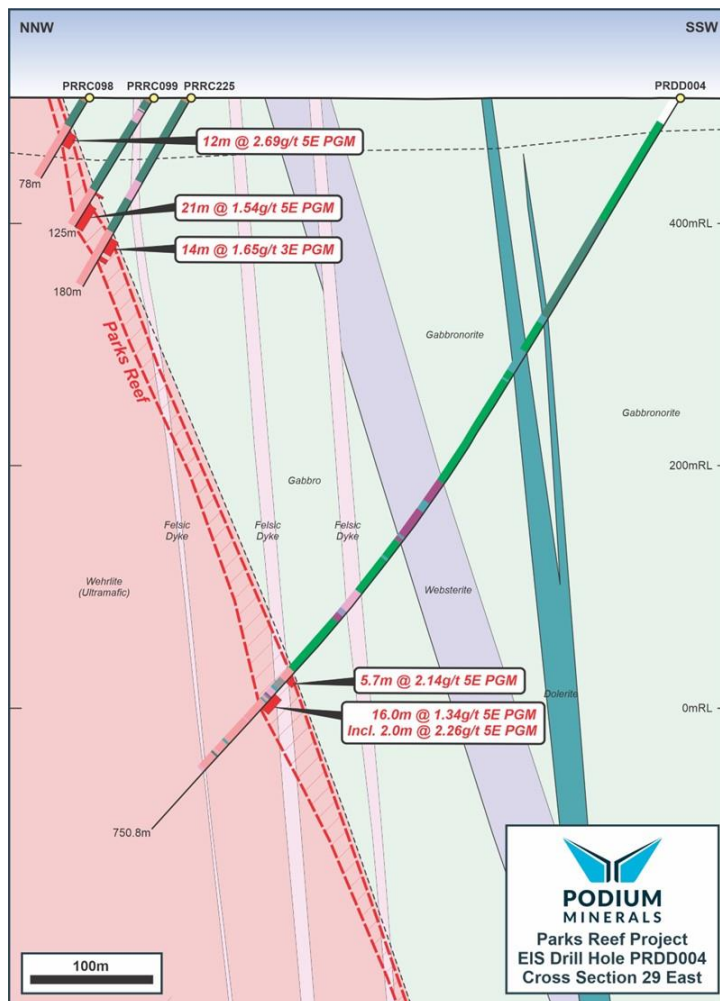 NNW
SSW
PRRC098
PRRC099
PRRC225
PRDD004
12m @ 2.69g/t 5E PGM
78m
21m @ 1.54g/t 5E PGM
400mRL
125m
14m @ 1.65g/t 3E PGM
180m
Parks Reef
Gabbronorite
Gabbronorite
200mRL
Gabbro
Felsic
Dyke
Felsic
Dyke
Felsic
Dyke
Wehrlite
(Ultramafic)
Websterite
5.7m @ 2.14g/t 5E PGM
Dolerite
16.0m @ 1.34g/t 5E PGM
Incl. 2.0m @ 2.26g/t 5E PGM
0mRL
750.8m
PODIUM
MINERALS
Parks Reef Project
EIS Drill Hole PRDD004
Cross Section 29 East
100m